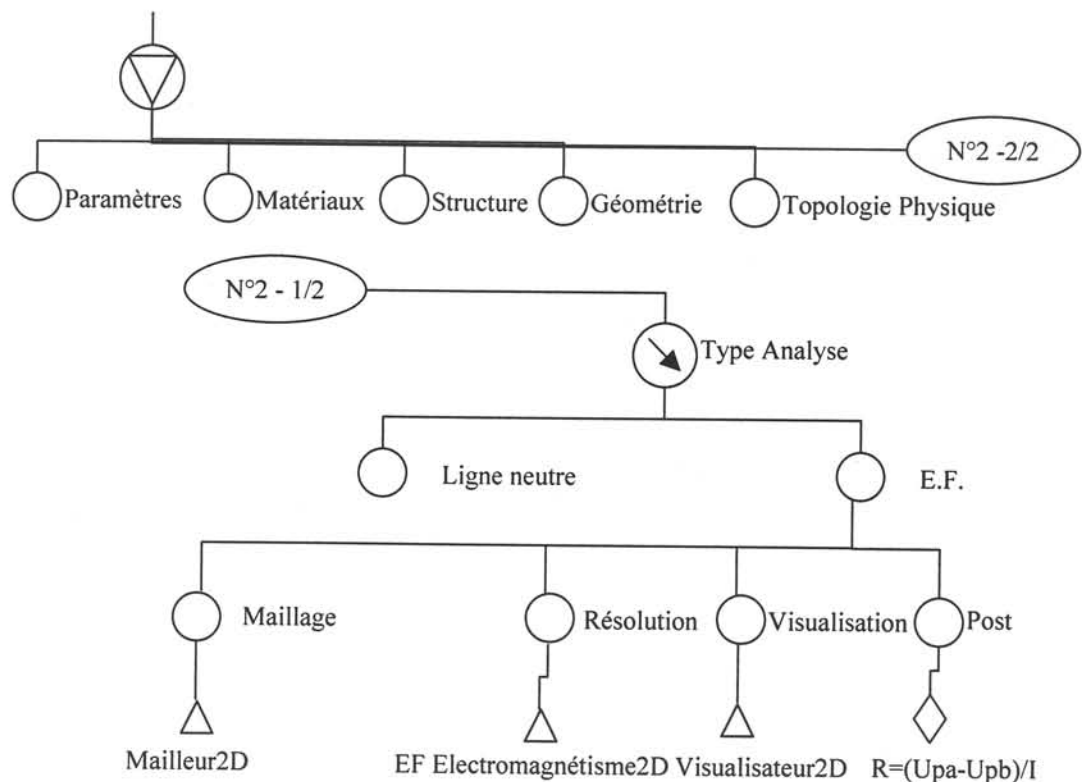 N°2 -2/2
Paramètres
Matériaux
Structure
Géométrie
Topologie Physique
N°2 - 1/2
Type Analyse
Ligne neutre
E.F.
Maillage
Résolution
Visualisation
Post
Mailleur2D
EF Electromagnétisme2D
Visualisateur2D
R=(Upa-Upb)/I